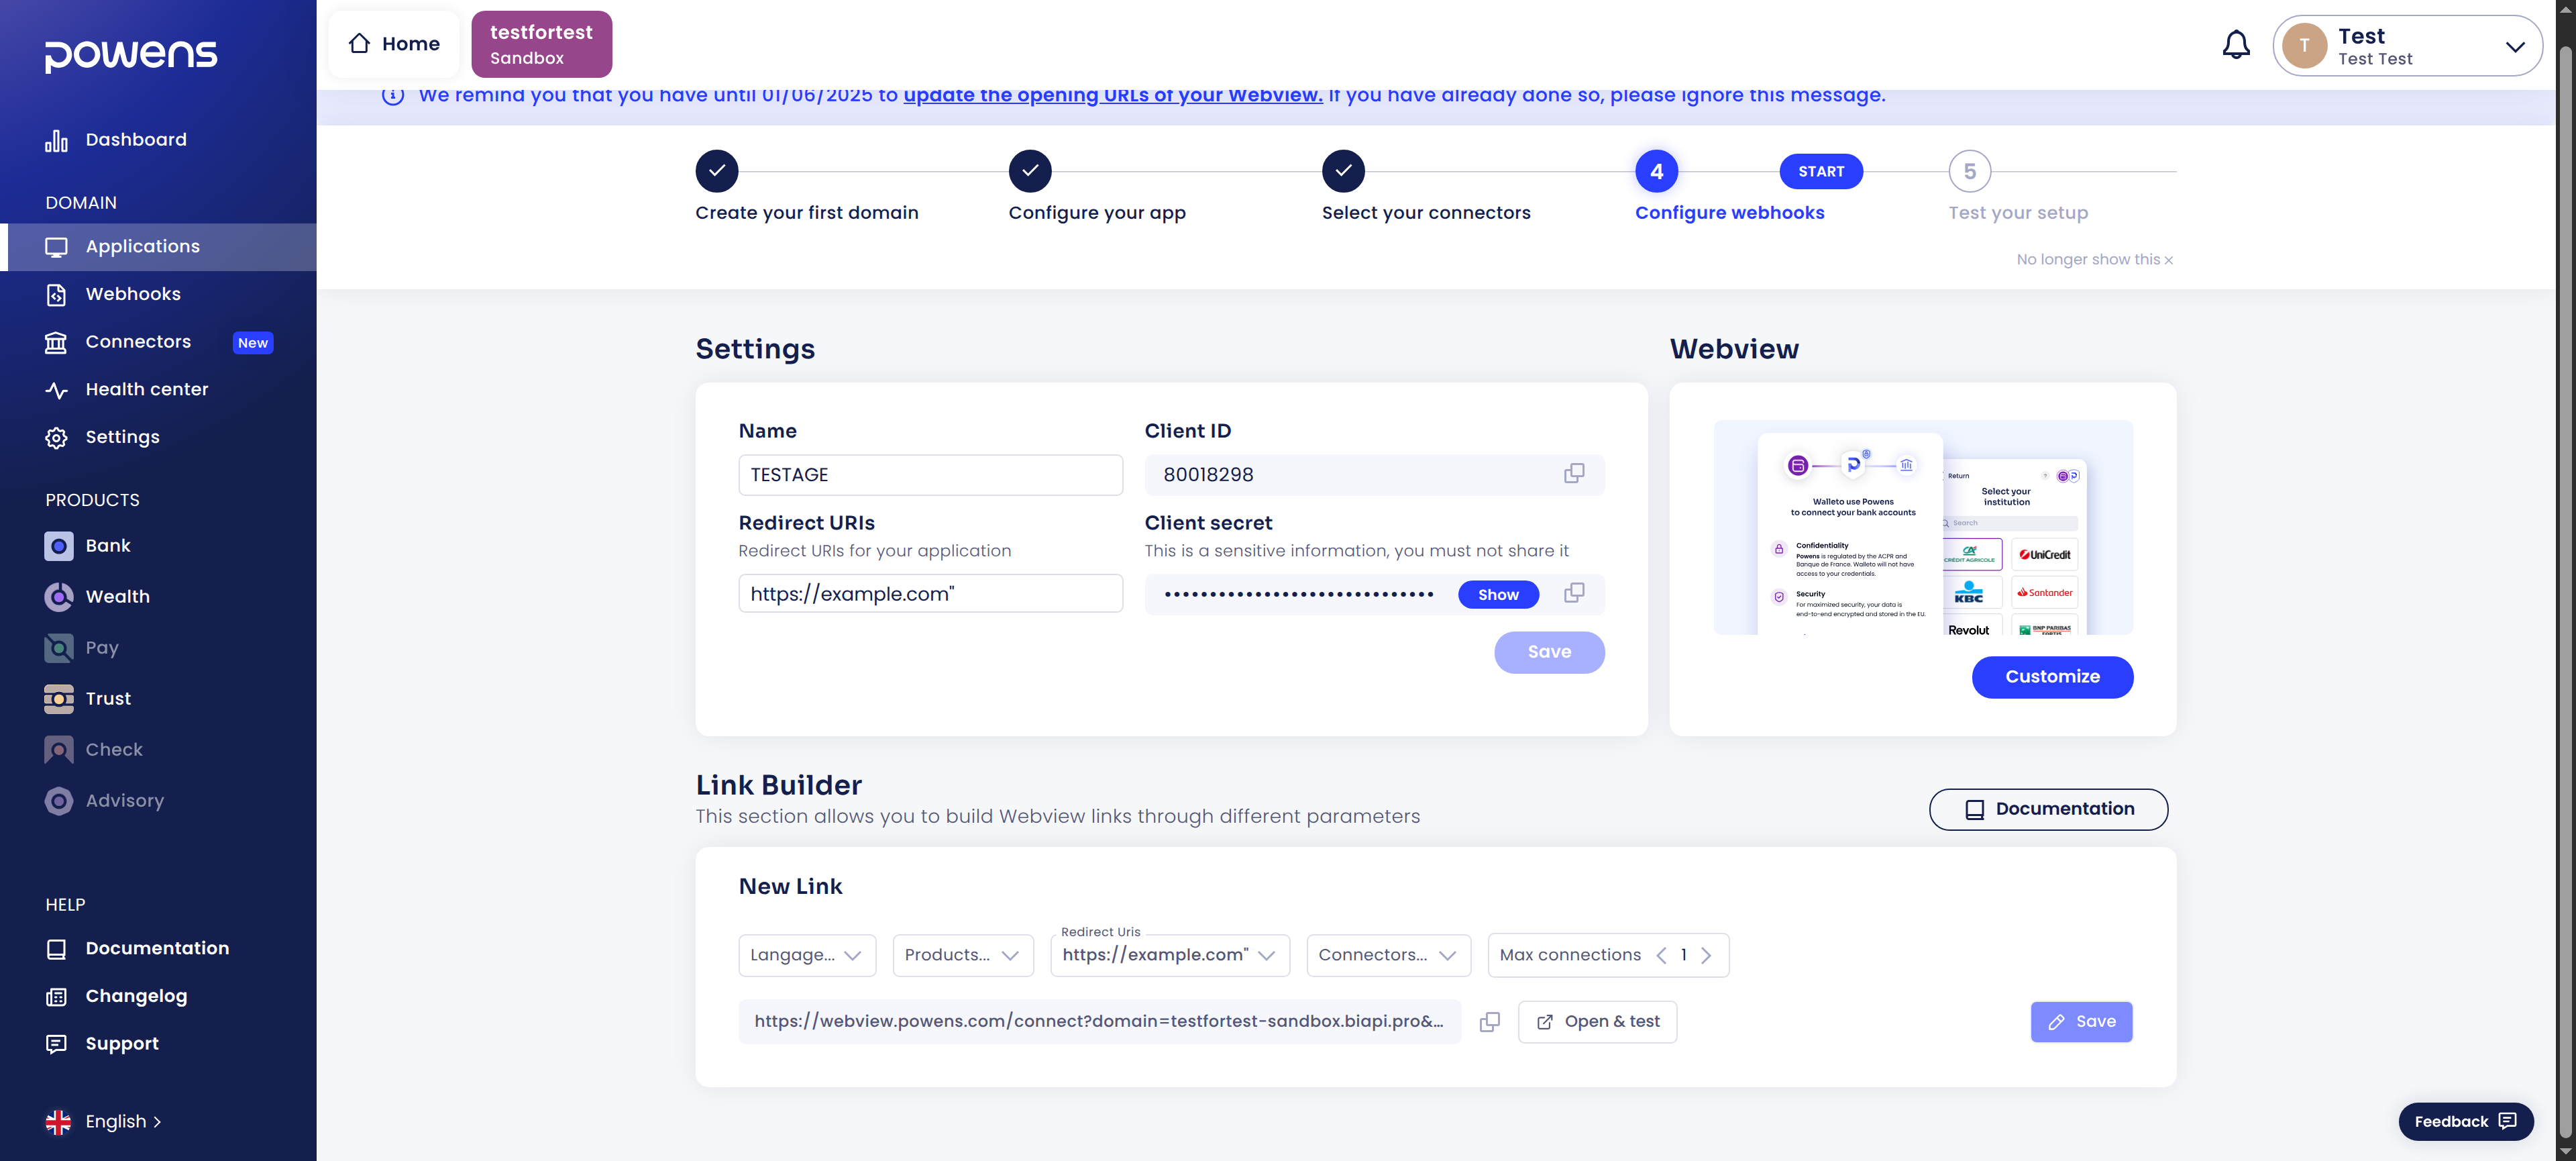 powens
Dashboard
DOMAIN
Applications
Webhooks
Connectors New
Health center
Settings
PRODUCTS
Bank
Wealth
Pay
Trust
Check
Advisory
HELP
Documentation
Changelog
Support
English
Home
testfortest
Sandbox
T
Test
Test Test
We remind you that you have until 01/06/2025 to update the opening URLs of your Webview. If you have already done so, please ignore this message.
4 START 5
Create your first domain Configure your app Select your connectors Configure webhooks Test your setup
No longer show this
Settings
Name
TESTAGE
Client ID
80018298
Redirect URIs
Redirect URIs for your application
https://example.com"
Client secret
This is a sensitive information, you must not share it
•••••••••••••••••••••••••••••• Show
Save
Webview
Walleto use Powens
to connect your bank accounts
Confidentiality
Powens is regulated by the ACPR and
Banque de France. Walleto will not have
access to your credentials.
Security
For maximized security, your data is
end-to-end encrypted and stored in the EU.
Return
Select your
institution
Search
CRÉDIT AGRICOLE
UniCredit
KBC
Santander
Revolut
BNP PARIBAS
FORTIS
Customize
Link Builder
This section allows you to build Webview links through different parameters
Documentation
New Link
Langage...
Products...
Redirect Uris
https://example.com"
Connectors...
Max connections 1
https://webview.powens.com/connect?domain=testfortest-sandbox.biapi.pro&...
Open & test
Save
Feedback